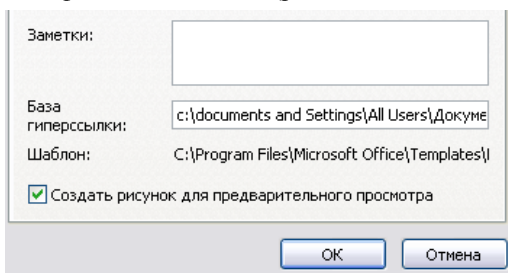 Заметки:
База
гиперссылки:
c:\documents and Settings\All Users\Докуме
Шаблон:
C:\Program Files\Microsoft Office\Templates\
Создать рисунок для предварительного просмотра
ОК
Отмена